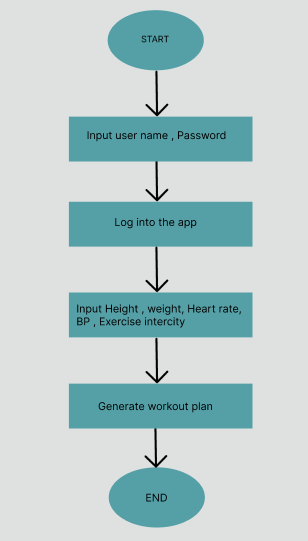 START
Input user name , Password
Log into the app
Input Height , weight, Heart rate,
BP , Exercise intercity
Generate workout plan
END